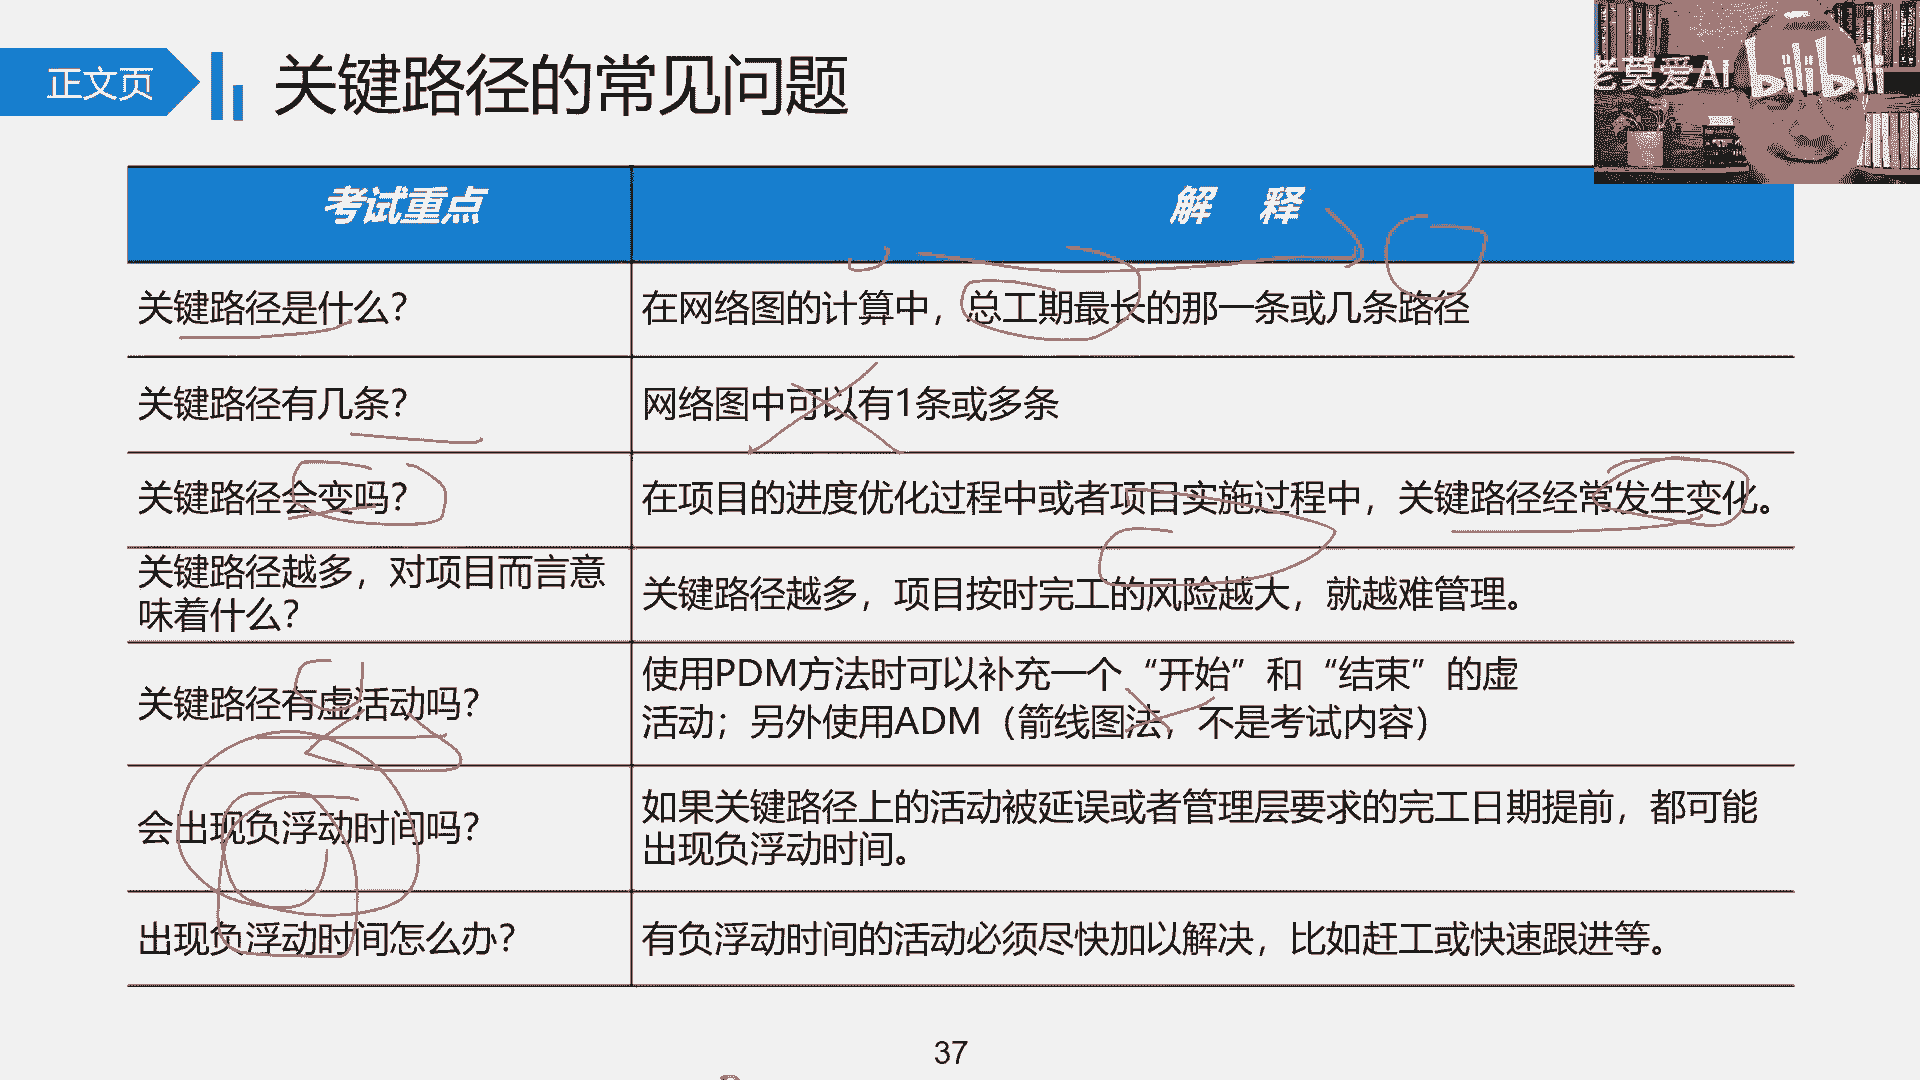 正文页
关键路径的常见问题
老莫爱AI
bilibili
考试重点
解 释
关键路径是什么？
在网络图的计算中，总工期最长的那一条或几条路径
关键路径有几条？
网络图中可以有1条或多条
关键路径会变吗？
在项目的进度优化过程中或者项目实施过程中，关键路径经常发生变化。
关键路径越多，对项目而言意
味着什么？
关键路径越多，项目按时完工的风险越大，就越难管理。
关键路径有虚活动吗？
使用PDM方法时可以补充一个“开始”和“结束”的虚
活动；另外使用ADM（箭线图法，不是考试内容）
会出现负浮动时间吗？
如果关键路径上的活动被延误或者管理层要求的完工日期提前，都可能
出现负浮动时间。
出现负浮动时间怎么办？
有负浮动时间的活动必须尽快加以解决，比如赶工或快速跟进等。
37